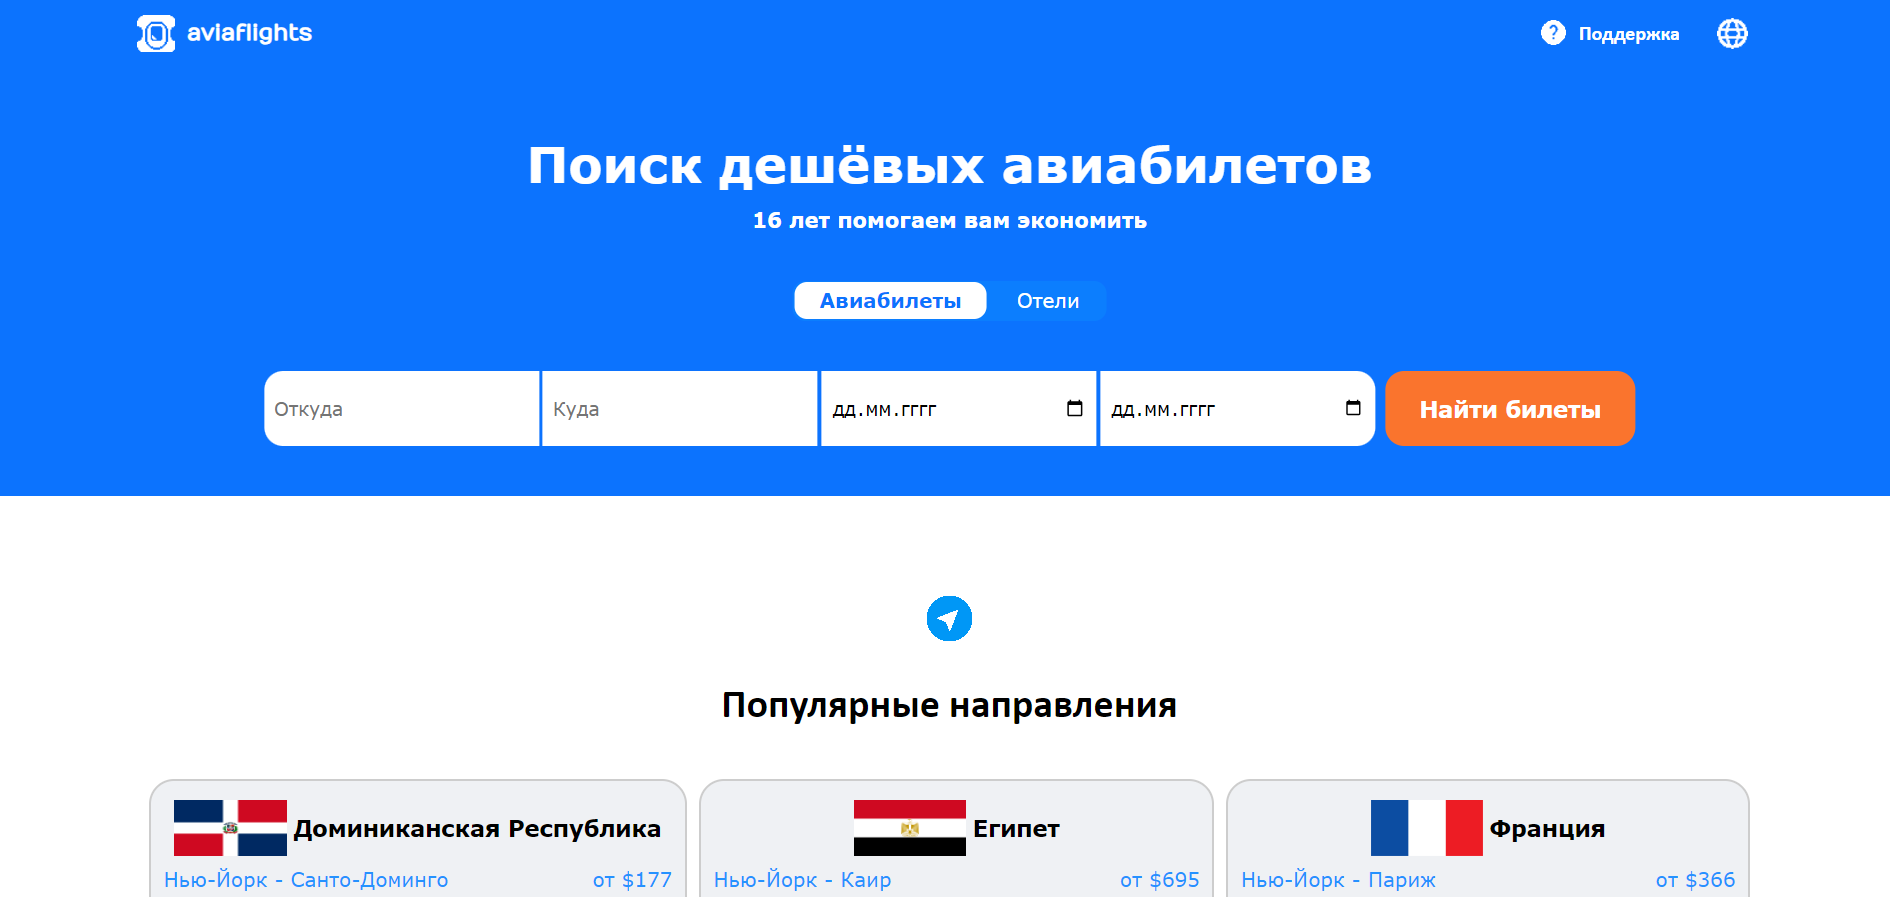 aviaflights
Поддержка
Поиск дешёвых авиабилетов
16 лет помогаем вам экономить
Авиабилеты Отели
Откуда Куда дд.мм.гггг дд.мм.гггг Найти билеты
Популярные направления
Доминиканская Республика Египет Франция
Нью-Йорк - Санто-Доминго от $177 Нью-Йорк - Каир от $695 Нью-Йорк - Париж от $366